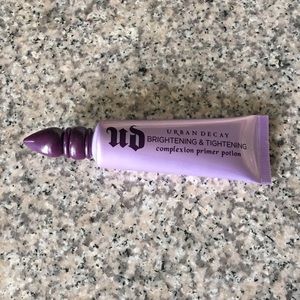 UD
URBAN DECAY
BRIGHTENING & TIGHTENING
complexion primer potion